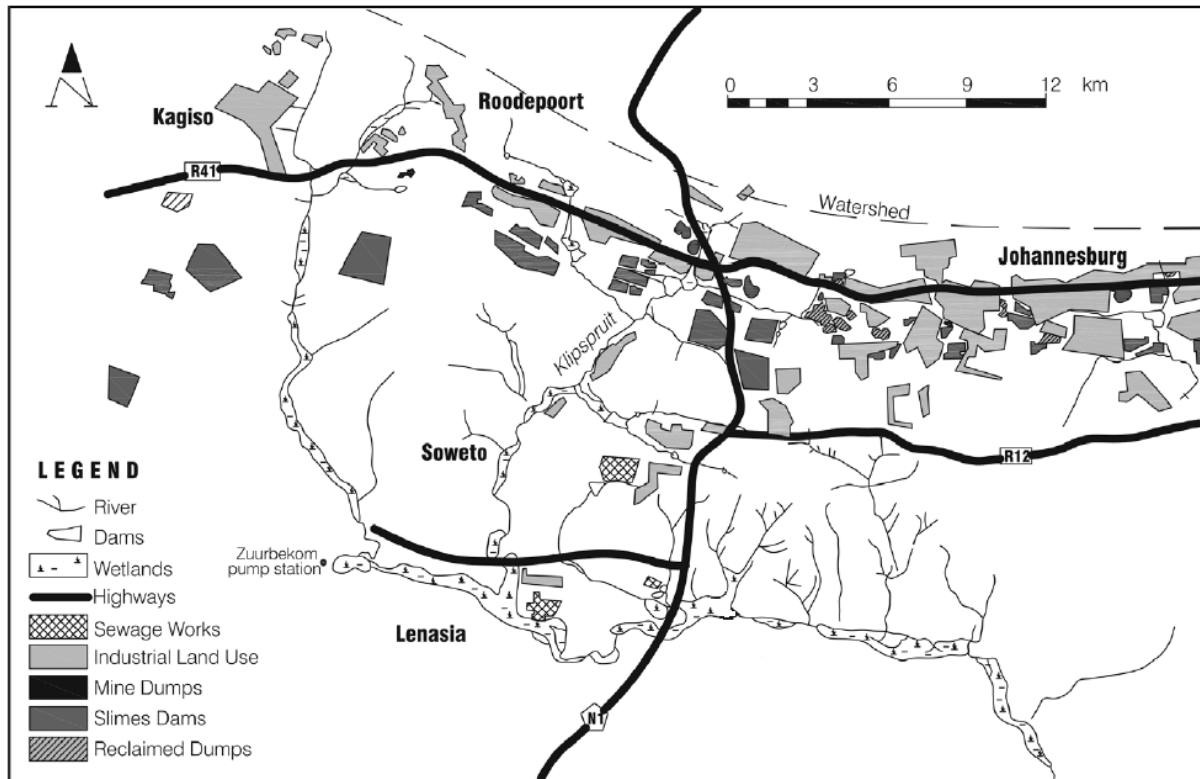 0 3 6 9 12 km
Roodepoort
Kagiso
R41
Watershed
Johannesburg
Klipspruit
Soweto
R12
LEGEND
River
Dams
Wetlands
Highways
Sewage Works
Industrial Land Use
Mine Dumps
Slimes Dams
Reclaimed Dumps
Zuurbekom
pump station
Lenasia
N1